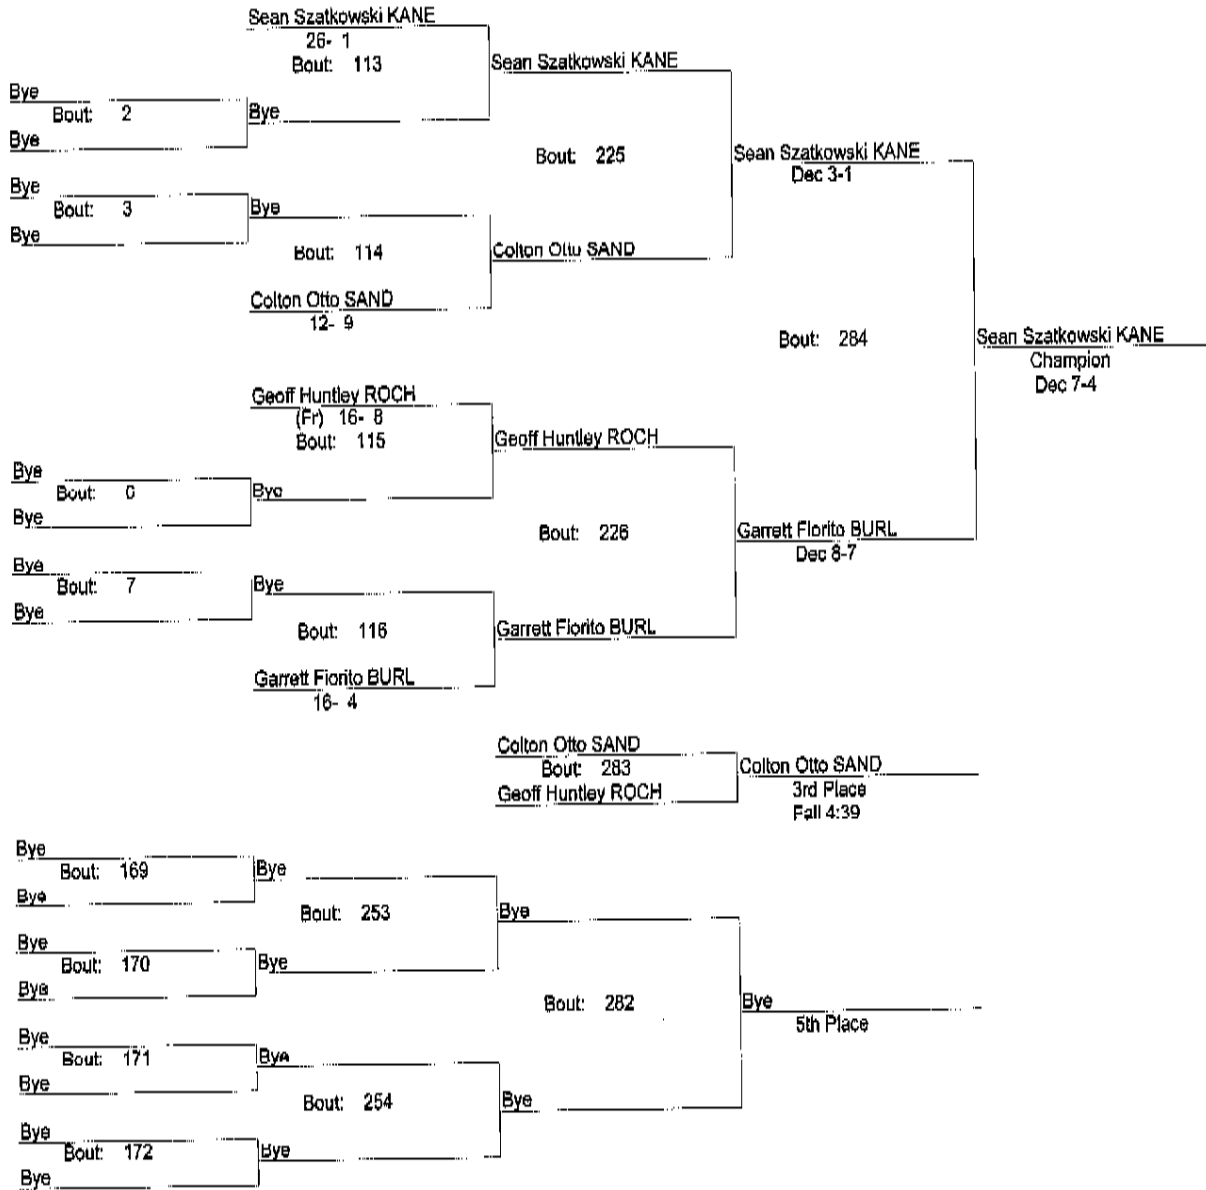 Sean Szatkowski KANE
26- 1
Bout: 113
Sean Szatkowski KANE
Bye
Bout: 2
Bye
Bye
Bout: 225
Sean Szatkowski KANE
Dec 3-1
Bye
Bout: 3
Bye
Bye
Bout: 114
Colton Otto SAND
Colton Otto SAND
12- 9
Bout: 284
Sean Szatkowski KANE
Champion
Dec 7-4
Geoff Huntley ROCH
(Fr) 16- 8
Bout: 115
Geoff Huntley ROCH
Bye
Bout:
Bye
Bye
Bout: 226
Garrett Fiorito BURL
Dec 8-7
Bye
Bout: 7
Bye
Bye
Bout: 116
Garrett Fiorito BURL
Garrett Fiorito BURL
16- 4
Colton Otto SAND
Bout: 283
Geoff Huntley ROCH
Colton Otto SAND
3rd Place
Fall 4:39
Bye
Bout: 169
Bye
Bye
Bout: 253
Bye
Bye
Bout: 170
Bye
Bye
Bout: 282
Bye
5th Place
Bye
Bout: 171
Bye
Bye
Bout: 254
Bye
Bye
Bout: 172
Bye
Bye